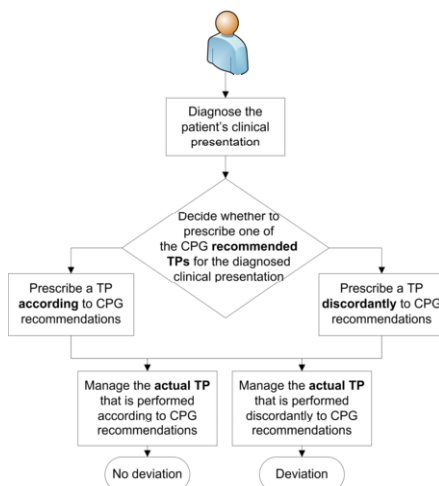 Diagnose the
patient's clinical
presentation
Decide whether to
prescribe one of
the CPG recommended
TPs for the diagnosed
clinical presentation
Prescribe a TP
according to CPG
recommendations
Prescribe a TP
discordantly to CPG
recommendations
Manage the actual TP
that is performed
according to CPG
recommendations
Manage the actual TP
that is performed
discordantly to CPG
recommendations
No deviation
Deviation